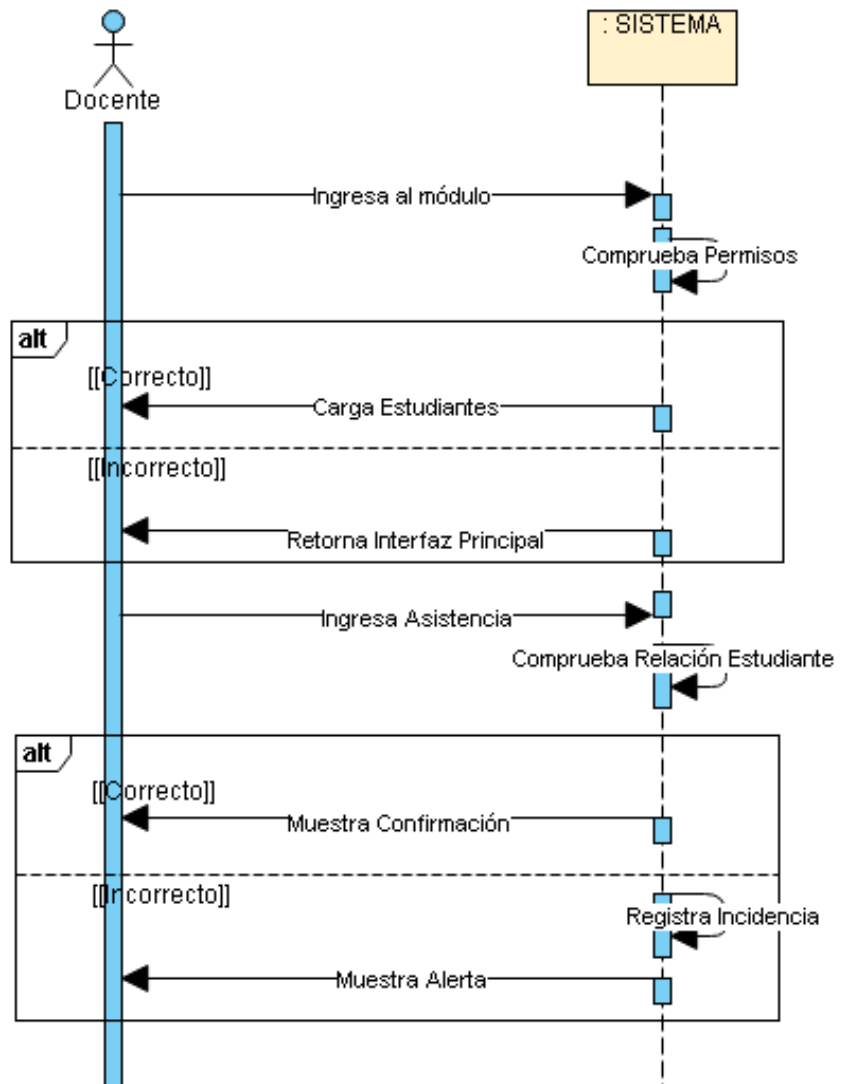 : SISTEMA
Docente
Ingresa al módulo
Comprueba Permisos
alt
[[Correcto]]
Carga Estudiantes
[[Incorrecto]]
Retorna Interfaz Principal
Ingresa Asistencia
Comprueba Relación Estudiante
alt
[[Correcto]]
Muestra Confirmación
[[Incorrecto]]
Registra Incidencia
Muestra Alerta